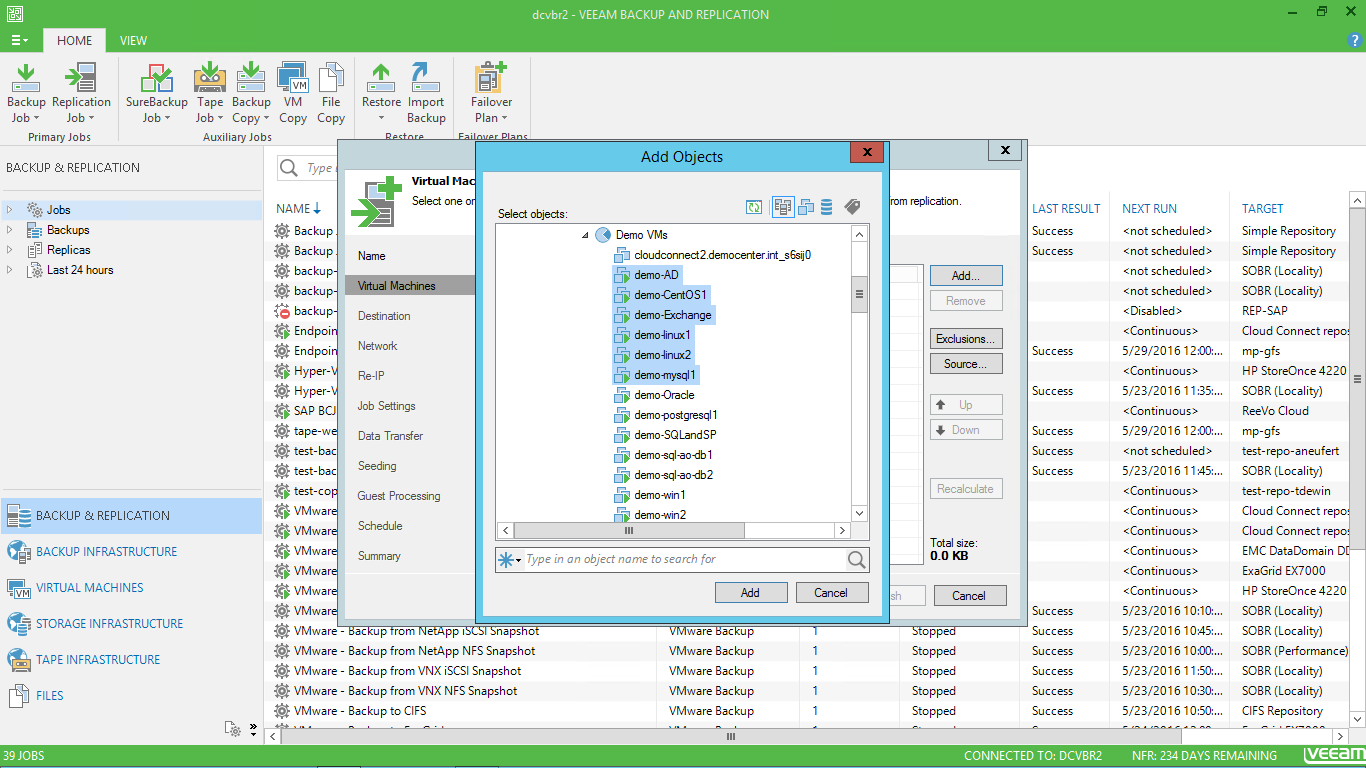 dcvbr2 - VEEAM BACKUP AND REPLICATION
HOME VIEW
Backup Job
Replication Job
SureBackup Job
Tape Job
Backup Copy
VM Copy
File Copy
Restore
Import Backup
Failover Plan
Primary Jobs
Auxiliary Jobs
Restore
Failover Plans
BACKUP & REPLICATION
Jobs
Backups
Replicas
Last 24 hours
BACKUP & REPLICATION
BACKUP INFRASTRUCTURE
VIRTUAL MACHINES
STORAGE INFRASTRUCTURE
TAPE INFRASTRUCTURE
FILES
NAME
Backup
Backup
backup-
backup-
backup-
Endpoin
Endpoin
Hyper-V
Hyper-V
SAP BCJ
tape-we
test-bac
test-bac
test-cop
VMware
VMware
VMware
VMware
VMware
VMware
VMware - Backup from NetApp iSCSI Snapshot VMware Backup 1 Stopped Success 5/23/2016 10:45:... SOBR (Locality)
VMware - Backup from NetApp NFS Snapshot VMware Backup 1 Stopped Success 5/23/2016 10:00:... SOBR (Performance)
VMware - Backup from VNX iSCSI Snapshot VMware Backup 1 Stopped Success 5/23/2016 11:50:... SOBR (Locality)
VMware - Backup from VNX NFS Snapshot VMware Backup 1 Stopped Success 5/23/2016 10:30:... SOBR (Locality)
VMware - Backup to CIFS VMware Backup 1 Stopped Success 5/23/2016 10:50:... CIFS Repository
Virtual Mac
Select one or
from replication.
Name
Virtual Machines
Destination
Network
Re-IP
Job Settings
Data Transfer
Seeding
Guest Processing
Schedule
Summary
Add Objects
Select objects:
Demo VMs
cloudconnect2.democenter.int_s6sij0
demo-AD
demo-CentOS1
demo-Exchange
demo-linux1
demo-linux2
demo-mysql1
demo-Oracle
demo-postgresql1
demo-SQLandSP
demo-sql-ao-db1
demo-sql-ao-db2
demo-win1
demo-win2
Type in an object name to search for
Add
Cancel
Add...
Remove
Exclusions...
Source...
Up
Down
Recalculate
Total size:
0.0 KB
Cancel
LAST RESULT NEXT RUN TARGET
Success <not scheduled> Simple Repository
Success <not scheduled> Simple Repository
<not scheduled> SOBR (Locality)
<not scheduled> SOBR (Locality)
<Disabled> REP-SAP
<Continuous> Cloud Connect repos
Success 5/29/2016 12:00:... mp-gfs
<Continuous> HP StoreOnce 4220
Success 5/23/2016 11:35:... SOBR (Locality)
<Continuous> ReeVo Cloud
Success 5/29/2016 12:00:... mp-gfs
Success <not scheduled> test-repo-aneufert
Success 5/23/2016 11:45:... SOBR (Locality)
<Continuous> test-repo-tdewin
<Continuous> Cloud Connect repos
<Continuous> Cloud Connect repos
<Continuous> EMC DataDomain DD
<Continuous> ExaGrid EX7000
<Continuous> HP StoreOnce 4220
Success 5/23/2016 10:10:... SOBR (Locality)
39 JOBS
CONNECTED TO: DCVBR2
NFR: 234 DAYS REMAINING
veeam